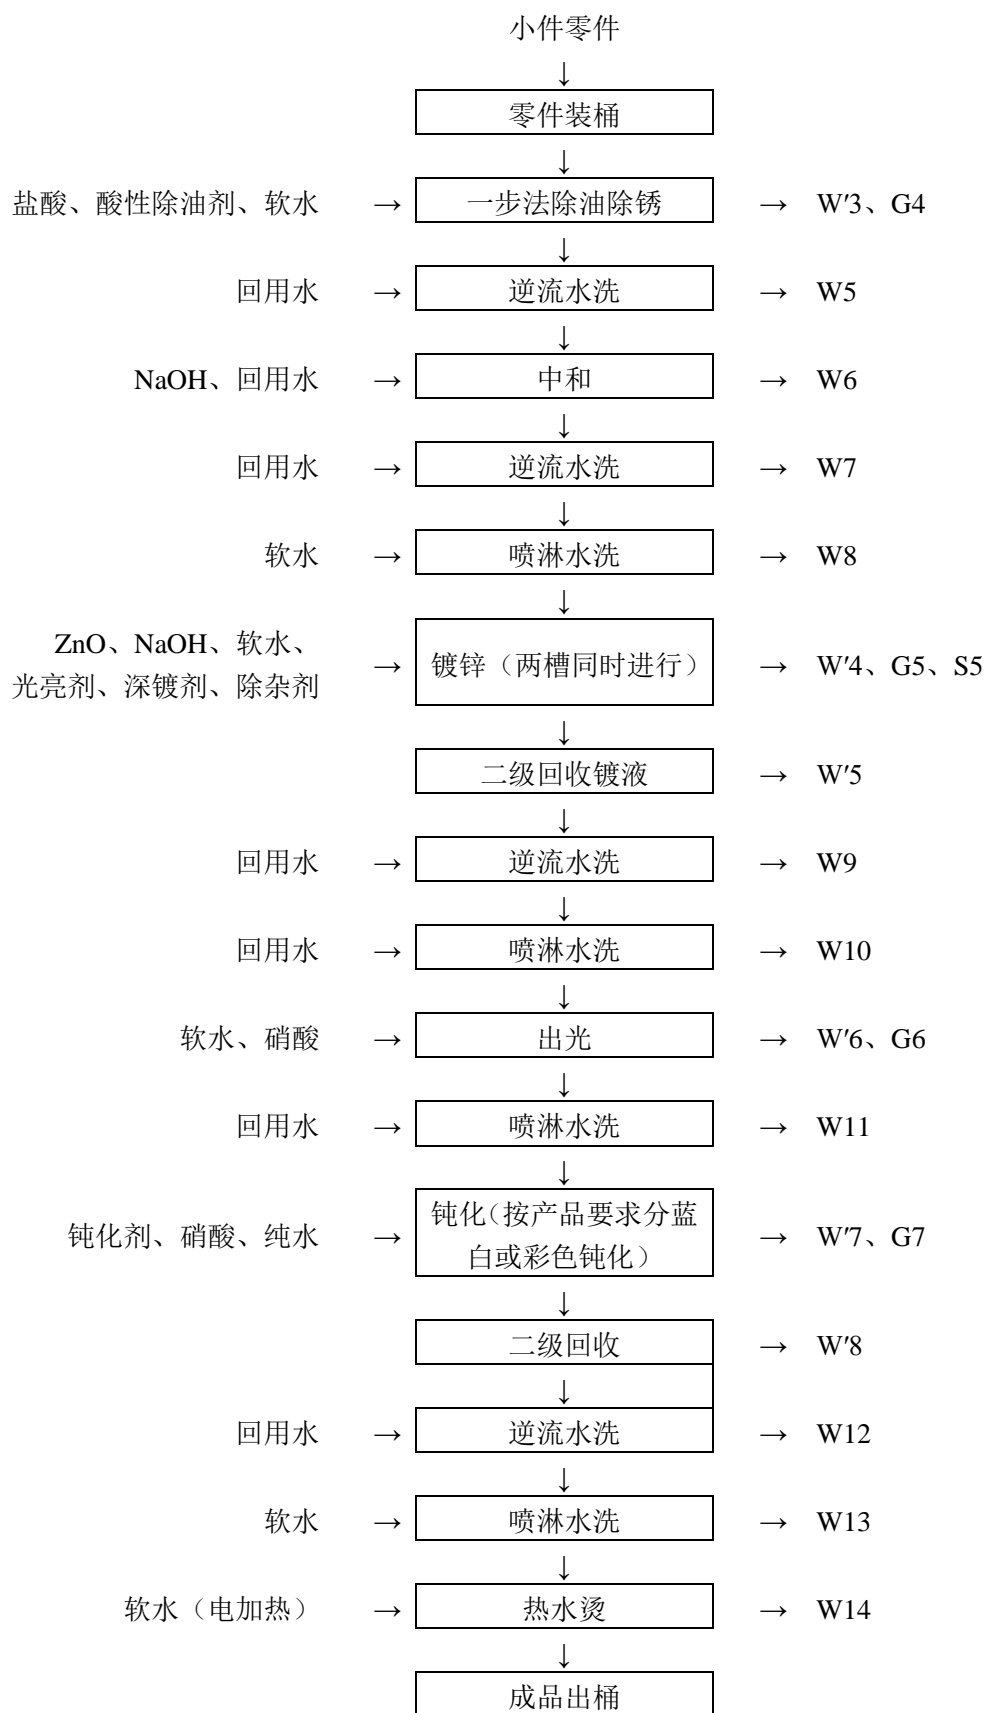 小件零件
↓
零件装桶
↓
盐酸、酸性除油剂、软水 → 一步法除油除锈 → W′3、G4
↓
回用水 → 逆流水洗 → W5
↓
NaOH、回用水 → 中和 → W6
↓
回用水 → 逆流水洗 → W7
↓
软水 → 喷淋水洗 → W8
↓
ZnO、NaOH、软水、
光亮剂、深镀剂、除杂剂 → 镀锌（两槽同时进行） → W′4、G5、S5
↓
二级回收镀液 → W′5
↓
回用水 → 逆流水洗 → W9
↓
回用水 → 喷淋水洗 → W10
↓
软水、硝酸 → 出光 → W′6、G6
↓
回用水 → 喷淋水洗 → W11
↓
钝化剂、硝酸、纯水 → 钝化（按产品要求分蓝
白或彩色钝化） → W′7、G7
↓
二级回收 → W′8
↓
回用水 → 逆流水洗 → W12
↓
软水 → 喷淋水洗 → W13
↓
软水（电加热） → 热水烫 → W14
↓
成品出桶